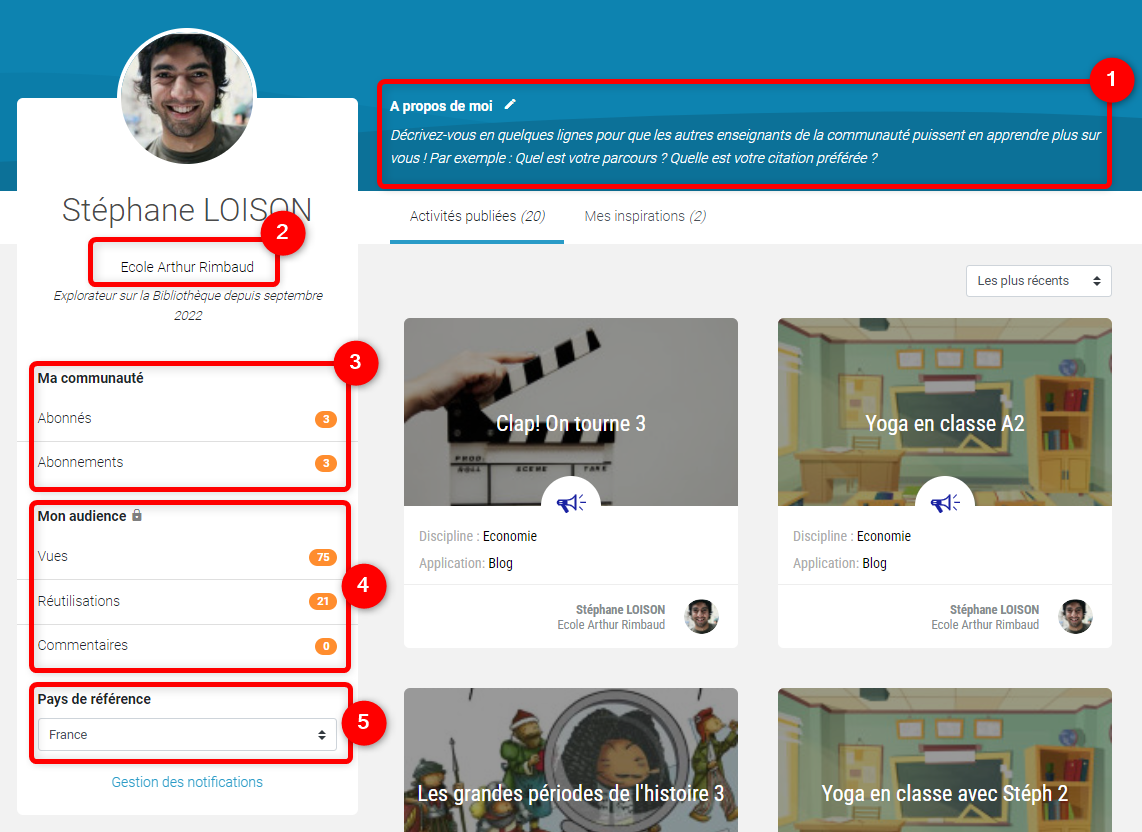 1
A propos de moi
Décrivez-vous en quelques lignes pour que les autres enseignants de la communauté puissent en apprendre plus sur
vous ! Par exemple : Quel est votre parcours ? Quelle est votre citation préférée ?
Stéphane LOISON
2
Ecole Arthur Rimbaud
Explorateur sur la Bibliothèque depuis septembre
2022
3
Ma communauté
Abonnés 3
Abonnements 3
Mon audience
4
Vues 75
Réutilisations 21
Commentaires 0
Pays de référence
5
France
Gestion des notifications
Activités publiées (20) Mes inspirations (2)
Les plus récents
Clap! On tourne 3
PROD.
ROLL SCENE TAKE
Discipline : Economie
Application: Blog
Stéphane LOISON
Ecole Arthur Rimbaud
Yoga en classe A2
Discipline : Economie
Application: Blog
Stéphane LOISON
Ecole Arthur Rimbaud
Les grandes périodes de l'histoire 3
Yoga en classe avec Stéph 2